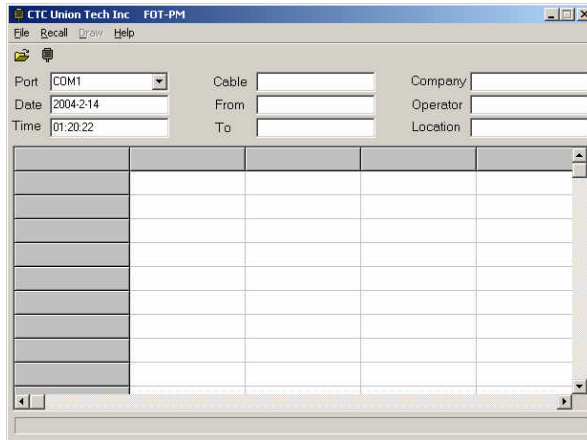 CTC Union Tech Inc FOT-PM
File Recall Draw Help
Port COM1 Cable Company
Date 2004-2-14 From Operator
Time 01:20:22 To Location